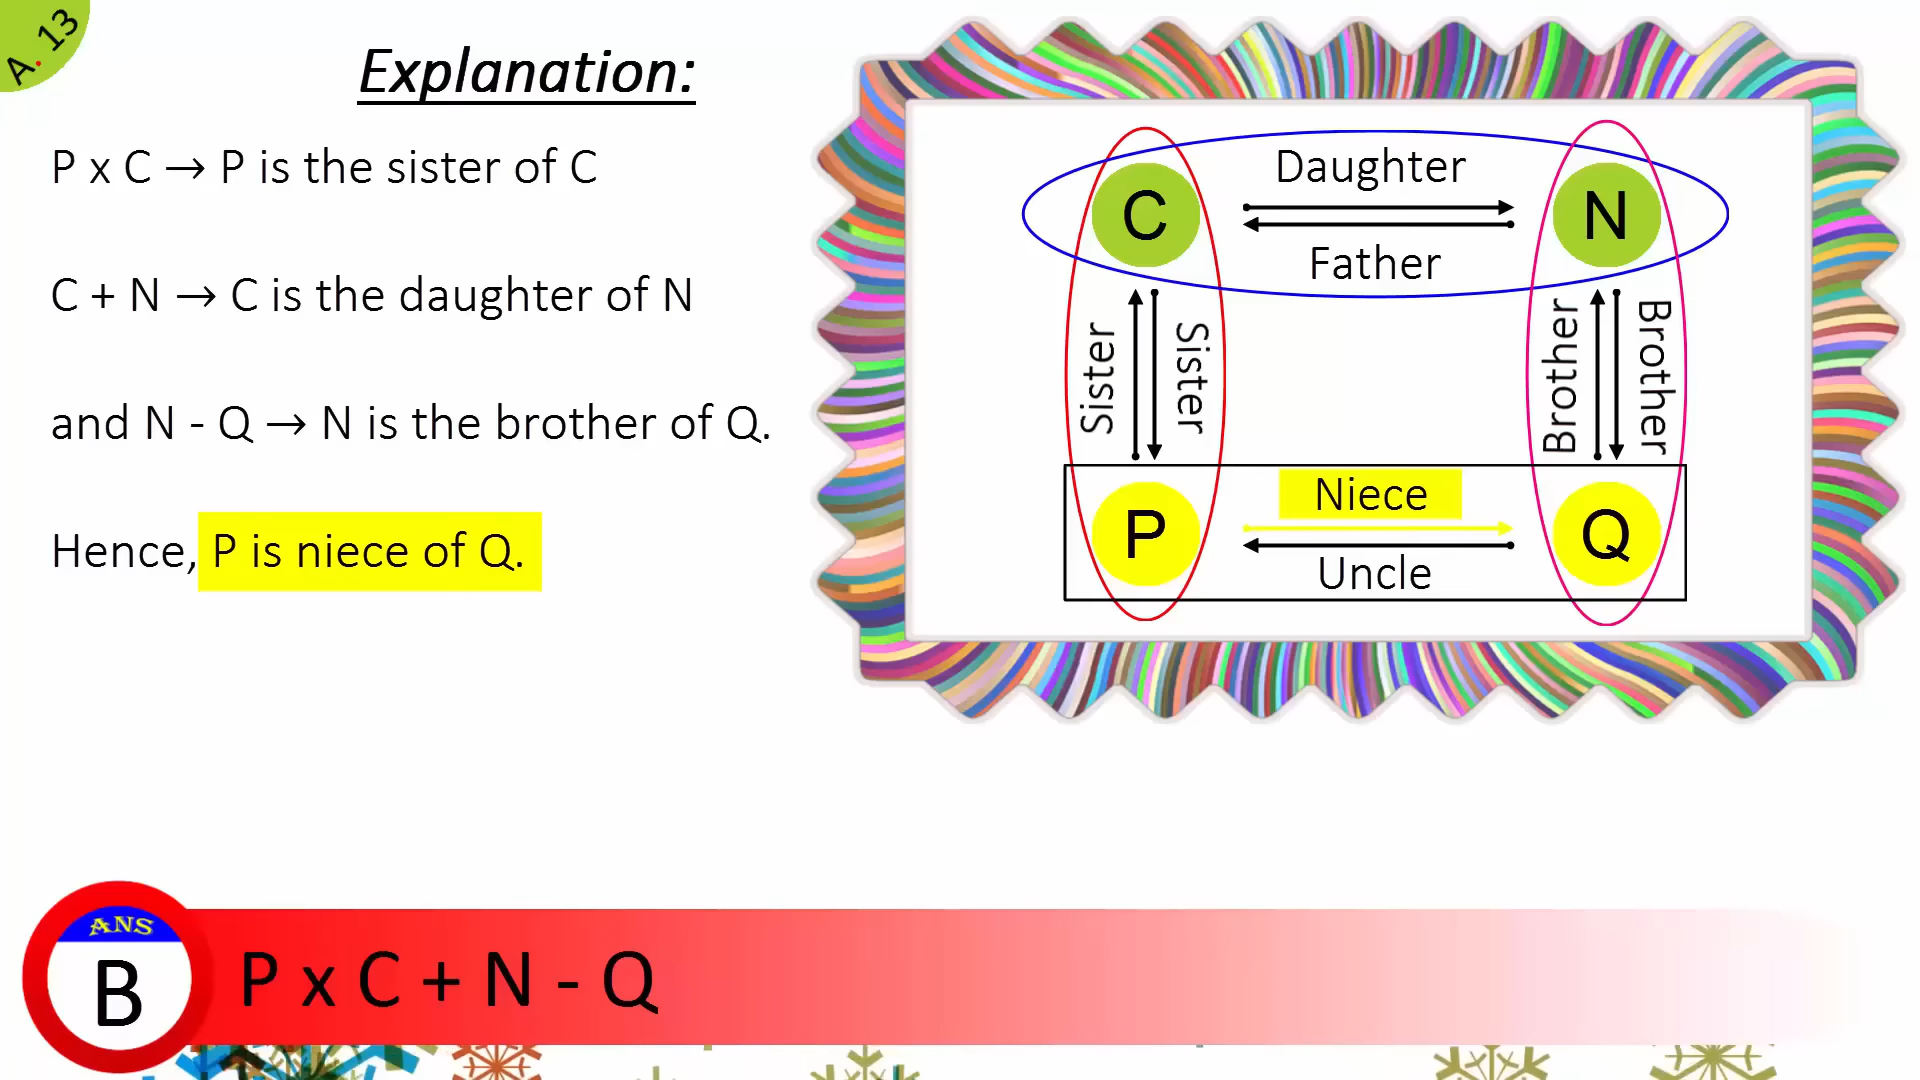 A. 13
Explanation:
P x C → P is the sister of C
C + N → C is the daughter of N
and N - Q → N is the brother of Q.
Hence, P is niece of Q.
Daughter
C N
Father
Sister Sister Brother Brother
Niece
P Q
Uncle
ANS
B P x C + N - Q